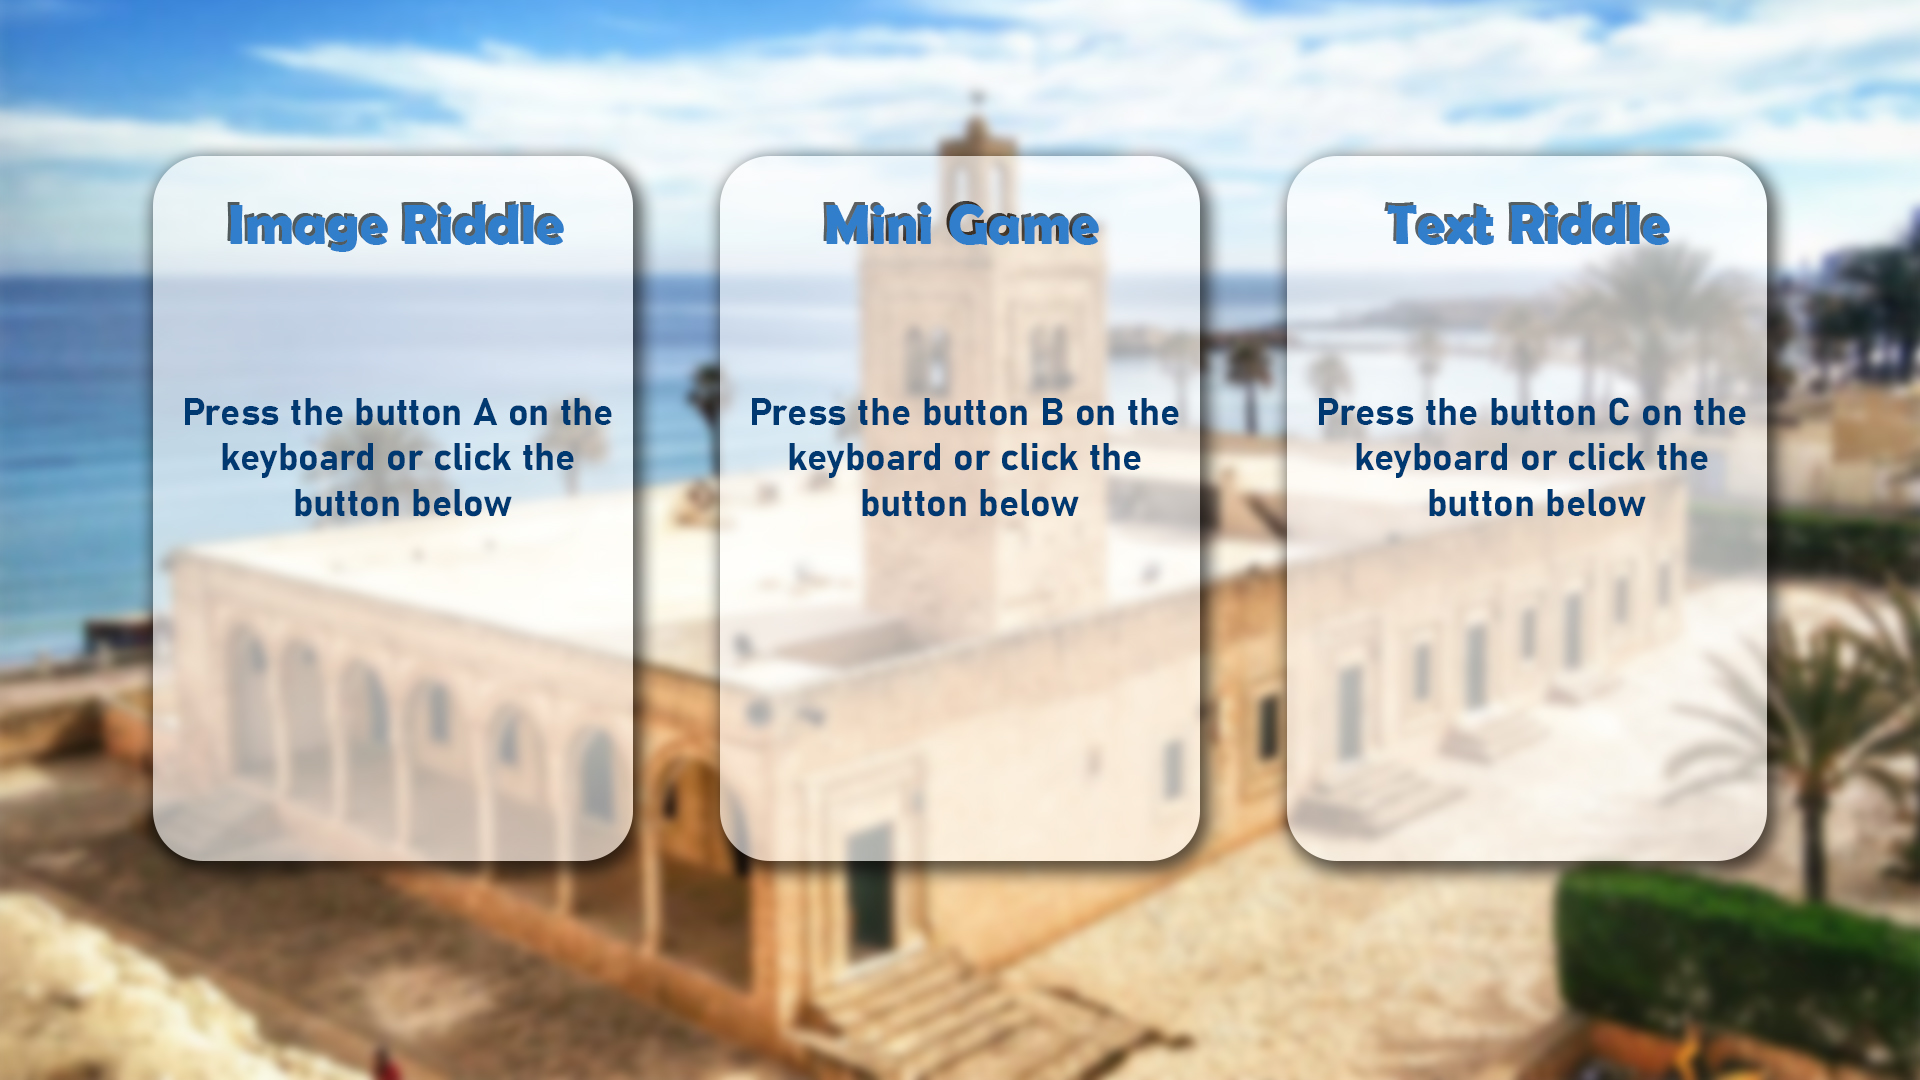 Image Riddle
Press the button A on the
keyboard or click the
button below
Mini Game
Press the button B on the
keyboard or click the
button below
Text Riddle
Press the button C on the
keyboard or click the
button below